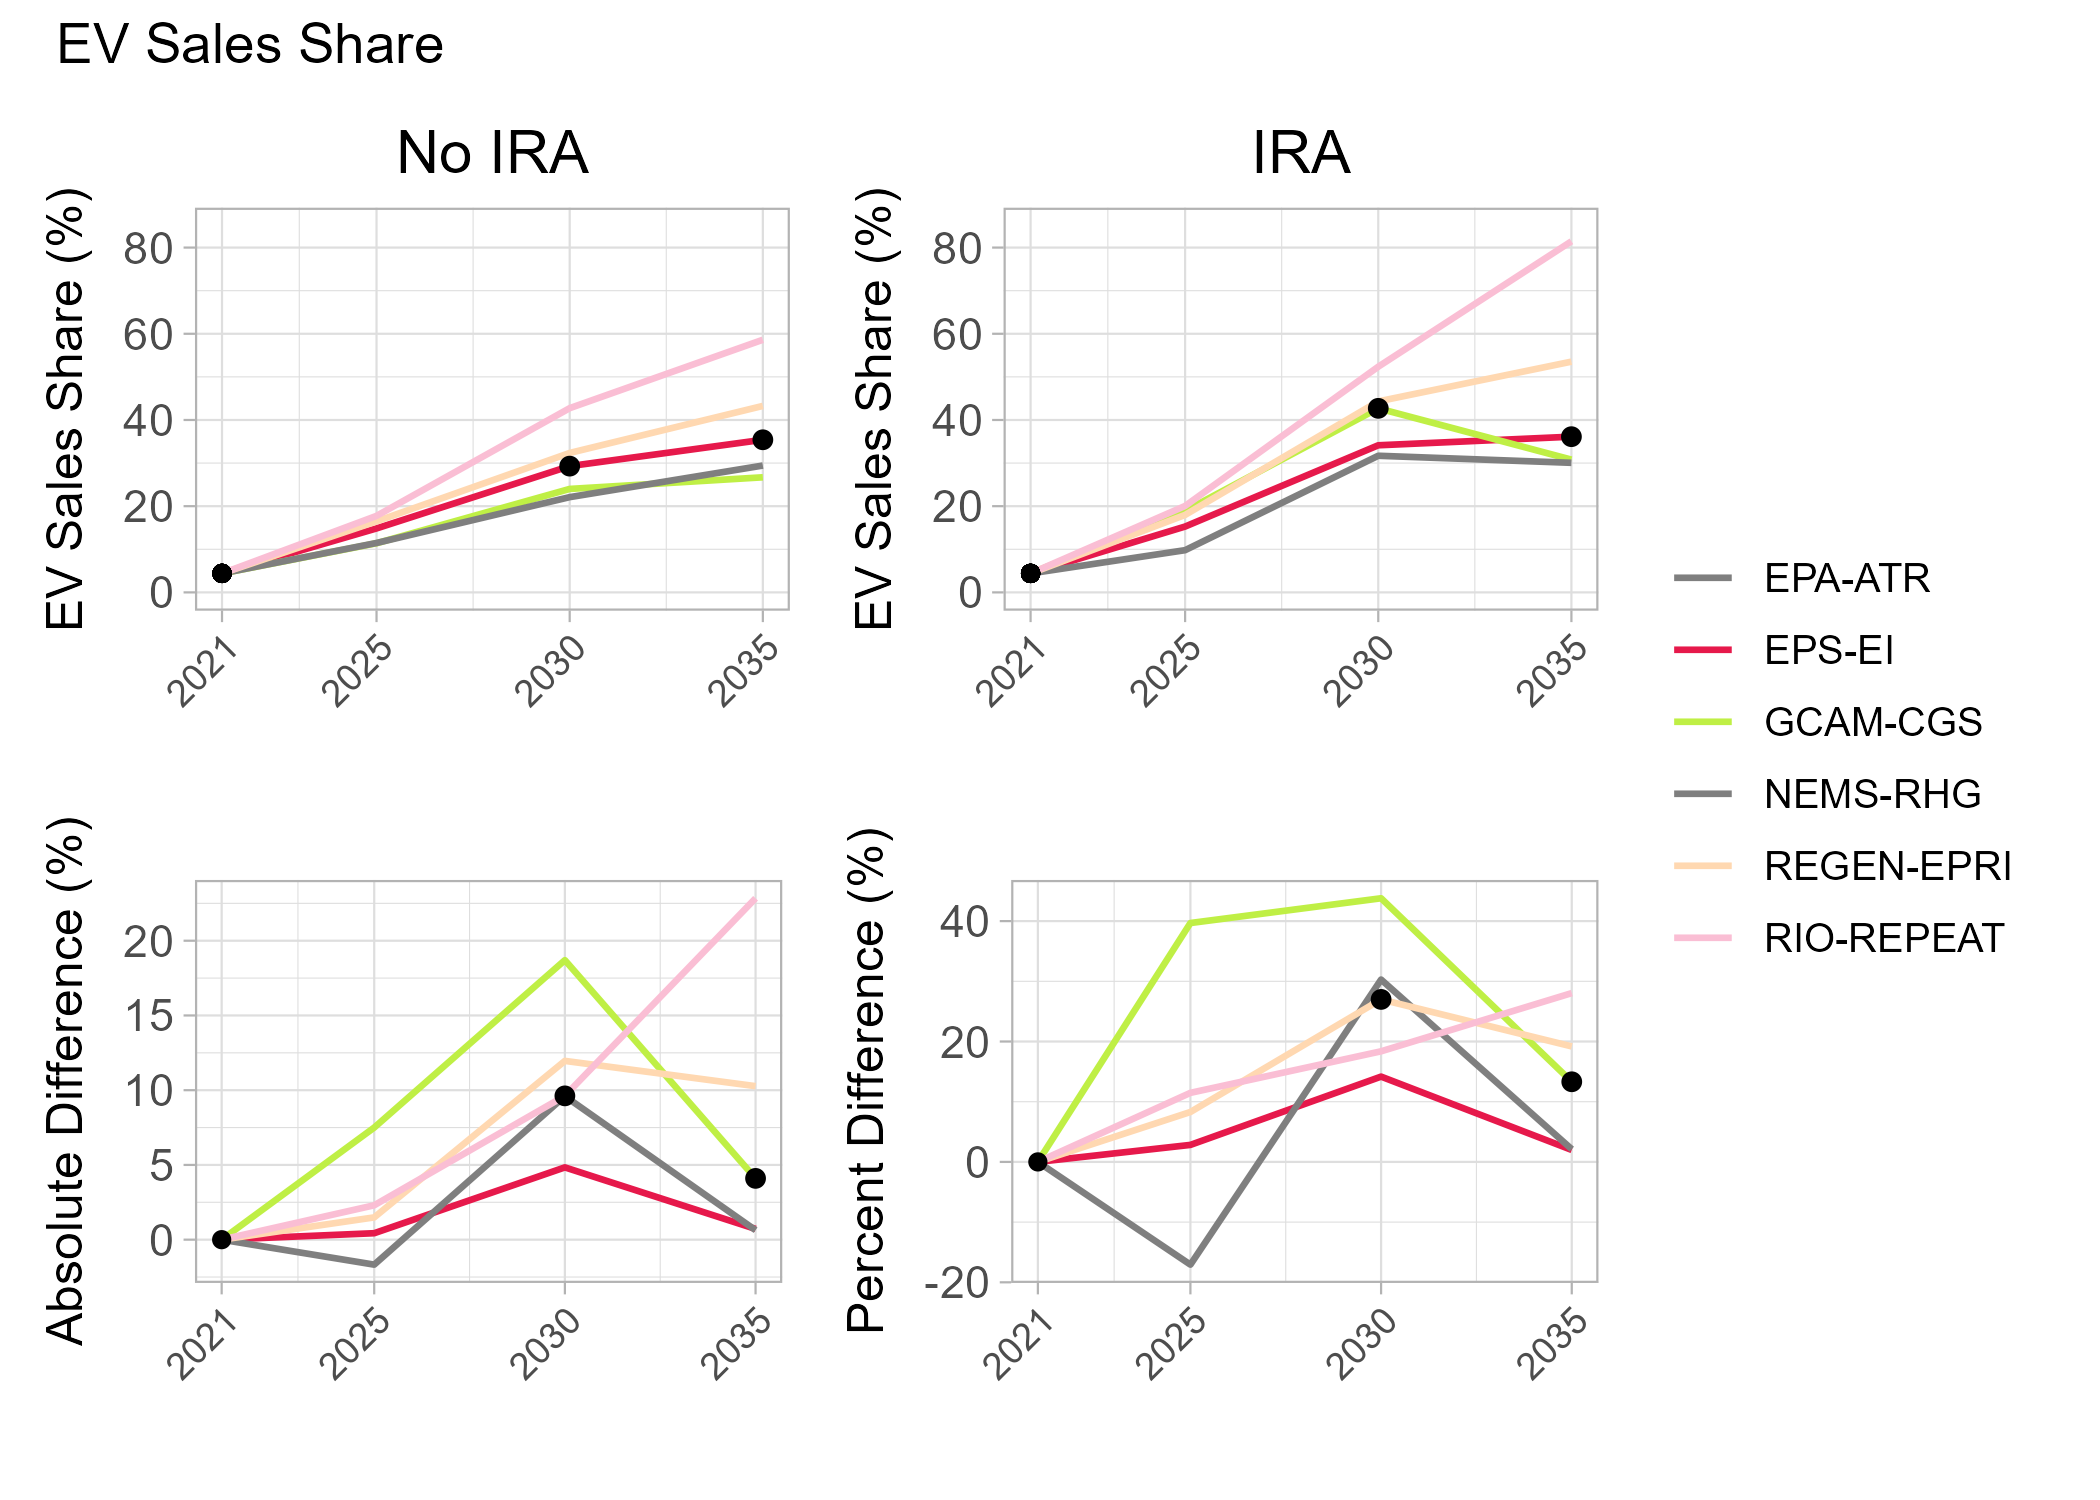 EV Sales Share
No IRA
IRA
EV Sales Share (%)
80
60
40
20
0
2021
2025
2030
2035
EV Sales Share (%)
80
60
40
20
0
2021
2025
2030
2035
Absolute Difference (%)
20
15
10
5
0
2021
2025
2030
2035
Percent Difference (%)
40
20
0
-20
2021
2025
2030
2035
EPA-ATR
EPS-EI
GCAM-CGS
NEMS-RHG
REGEN-EPRI
RIO-REPEAT